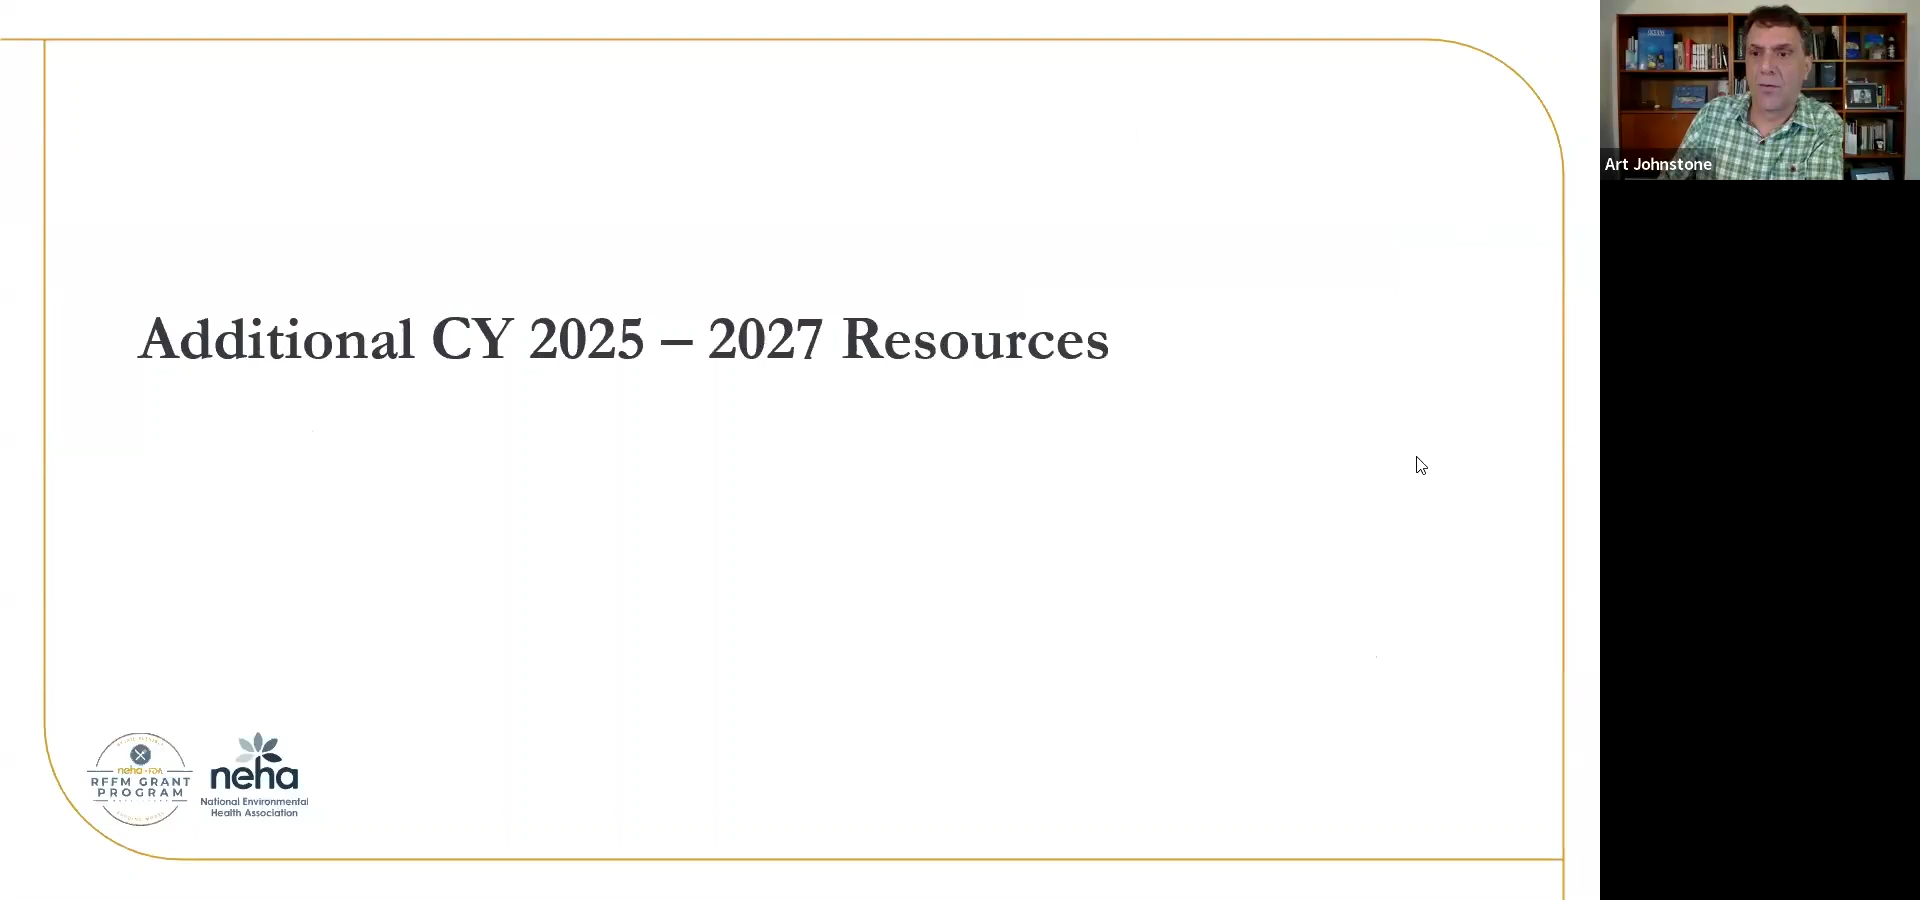 Additional CY 2025 – 2027 Resources
Art Johnstone
neha-FDA
RFFM GRANT
PROGRAM
neha
National Environmental
Health Association